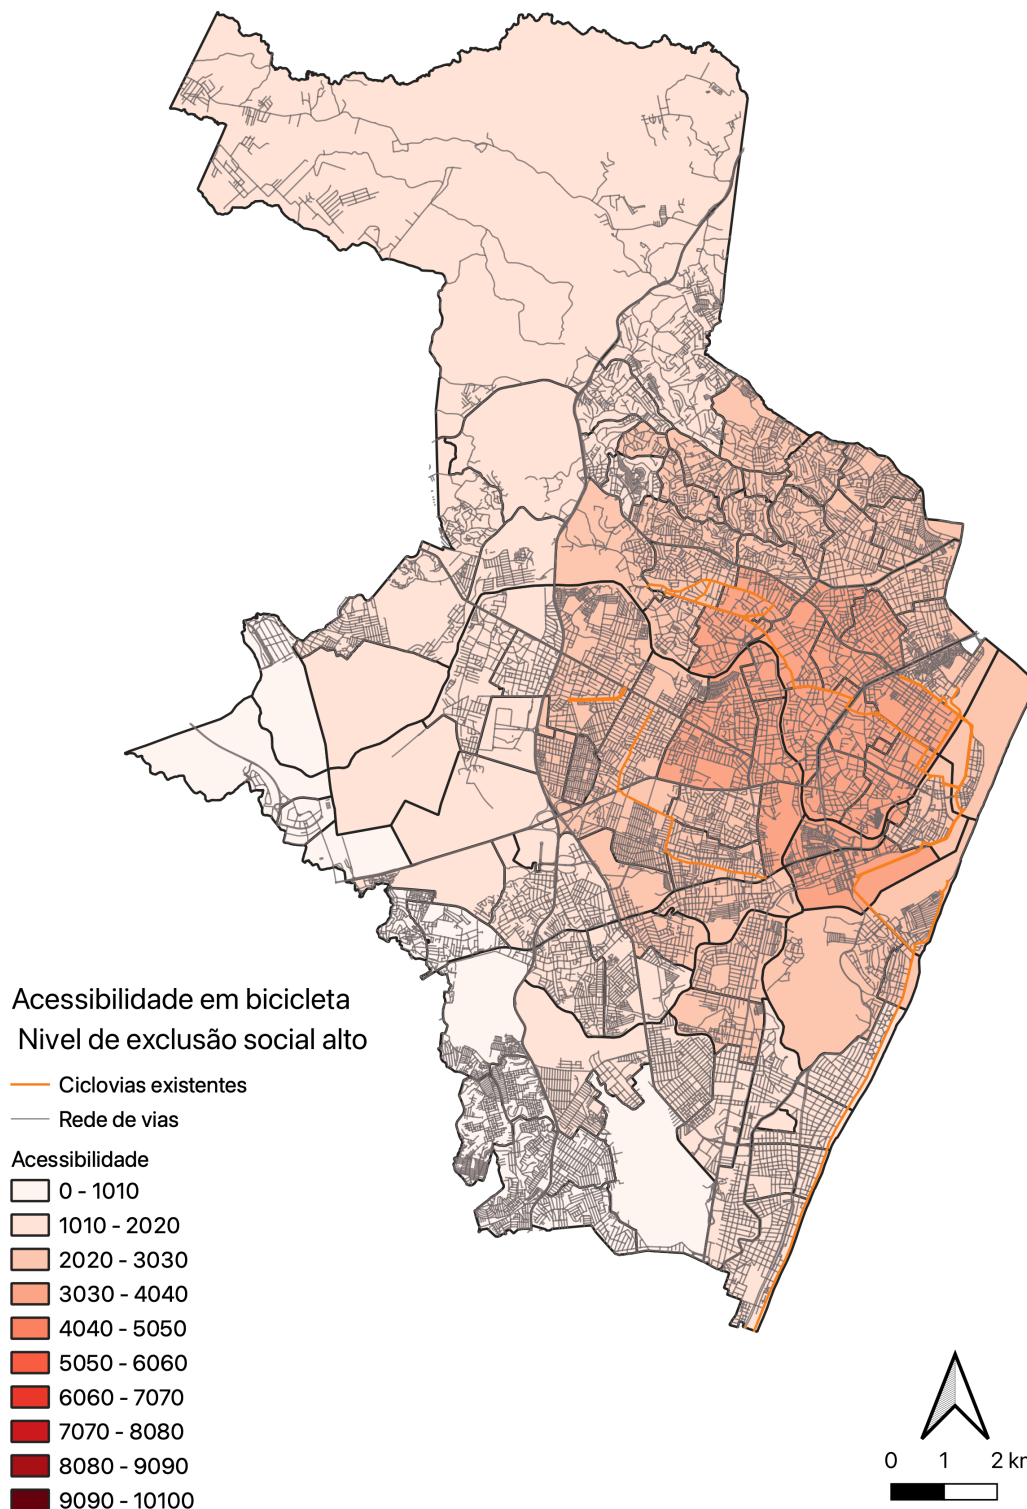 Acessibilidade em bicicleta
Nivel de exclusão social alto
Ciclovias existentes
Rede de vias
Acessibilidade
0 - 1010
1010 - 2020
2020 - 3030
3030 - 4040
4040 - 5050
5050 - 6060
6060 - 7070
7070 - 8080
8080 - 9090
9090 - 10100
0 1 2 km